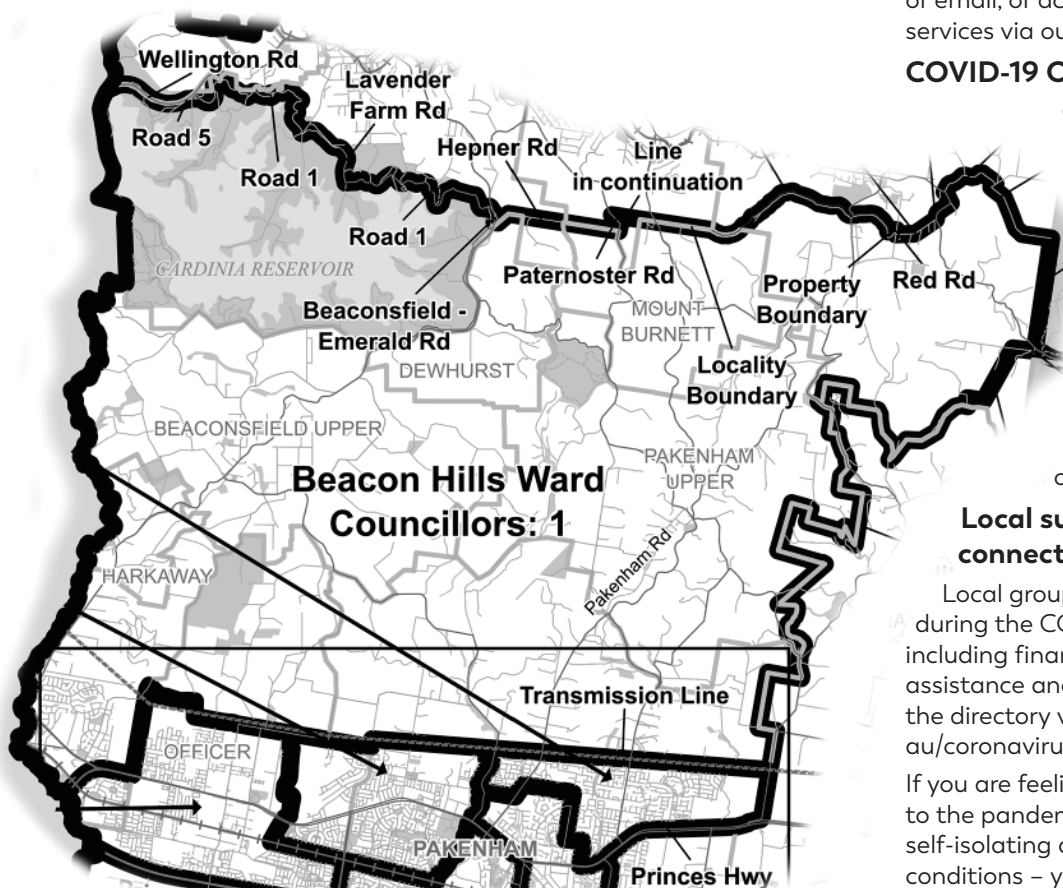 Wellington Rd
Lavender
Farm Rd
Road 5
Road 1
Hepner Rd
Line
in continuation
Road 1
CARDINIA RESERVOIR
Paternoster Rd
Property
Boundary
Red Rd
Beaconsfield -
Emerald Rd
MOUNT
BURNETT
DEWHURST
Locality
Boundary
BEACONSFIELD UPPER
PAKENHAM
UPPER
Beacon Hills Ward
Councillors: 1
Pakenham Rd
HARKAWAY
Transmission Line
OFFICER
PAKENHAM
Princes Hwy
services via ou
COVID-19 C
Local su
connect
Local group
during the CO
including finan
assistance and
the directory v
au/coronaviru
If you are feeli
to the pandem
self-isolating o
conditions – y